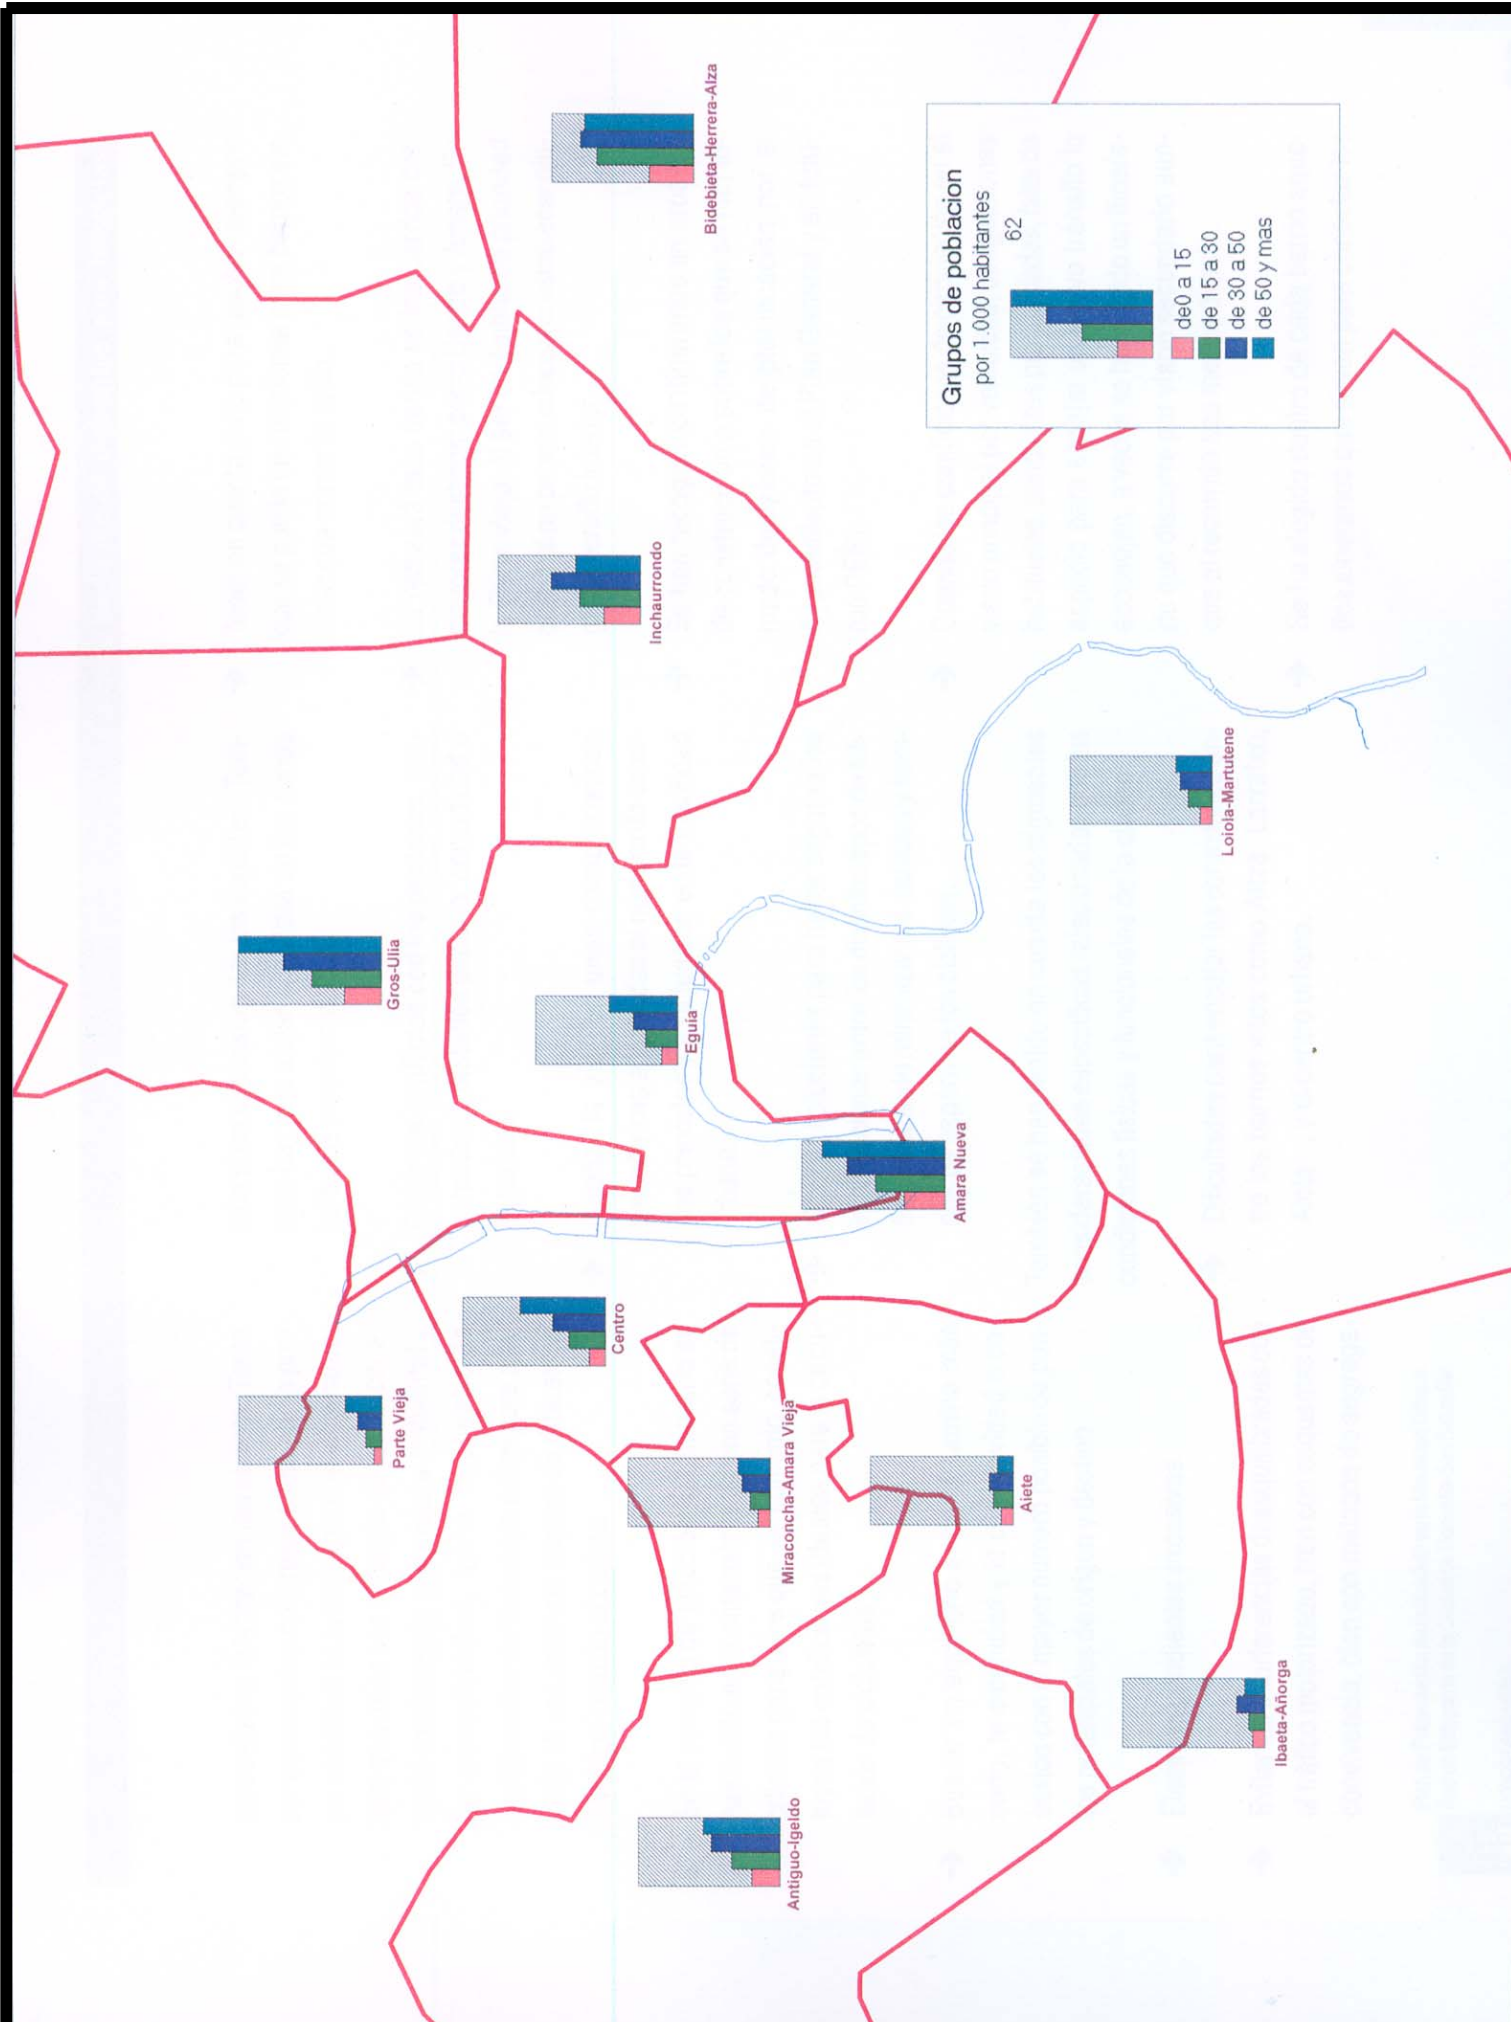 Bidebieta-Herrera-Alza
Grupos de poblacion
por 1.000 habitantes
62
de0 a 15
de 15 a 30
de 30 a 50
de 50 y mas
Inchaurrondo
Loiola-Martutene
Gros-Ulia
Eguia
Amara Nueva
Centro
Parte Vieja
Miraconcha-Amara Vieja
Aiete
Ibaeta-Añorga
Antiguo-Igeldo